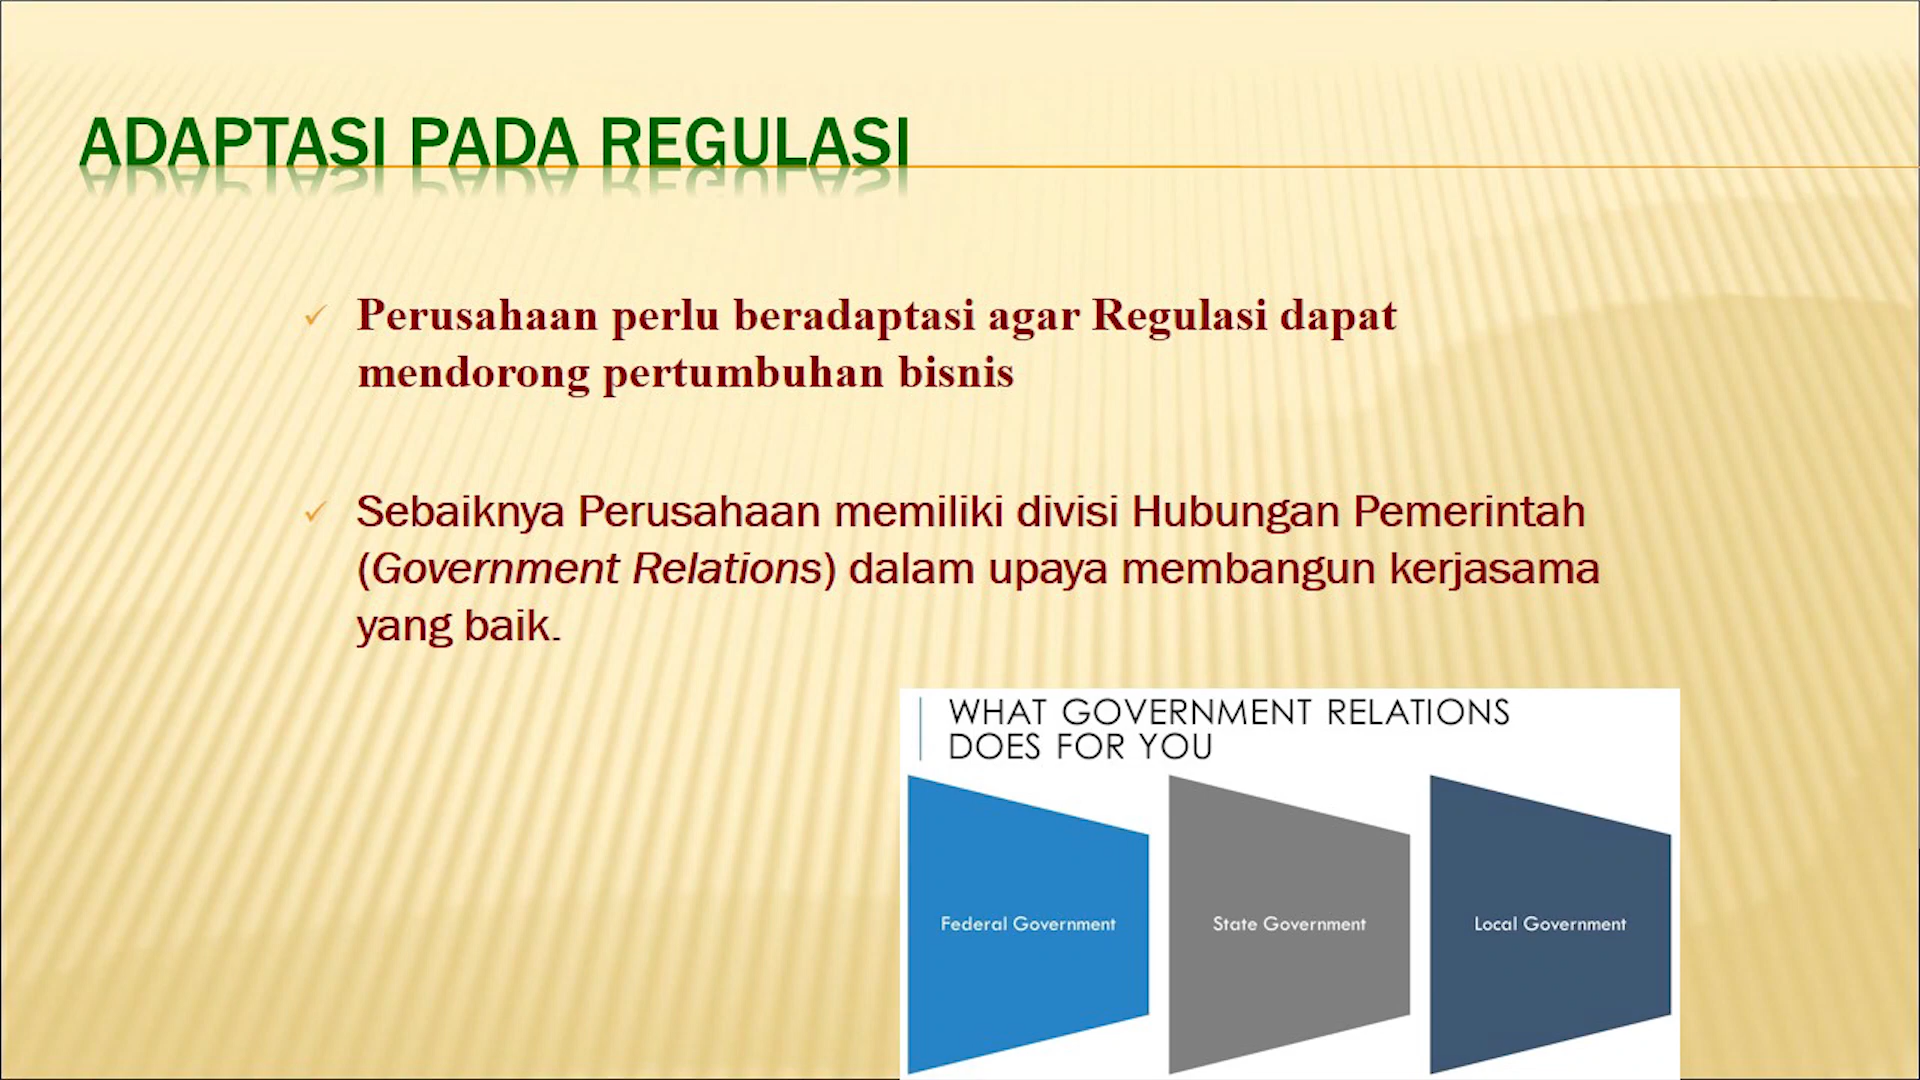 ADAPTASI PADA REGULASI
Perusahaan perlu beradaptasi agar Regulasi dapat
mendorong pertumbuhan bisnis
Sebaiknya Perusahaan memiliki divisi Hubungan Pemerintah
(Government Relations) dalam upaya membangun kerjasama
yang baik.
WHAT GOVERNMENT RELATIONS
DOES FOR YOU
Federal Government
State Government
Local Government